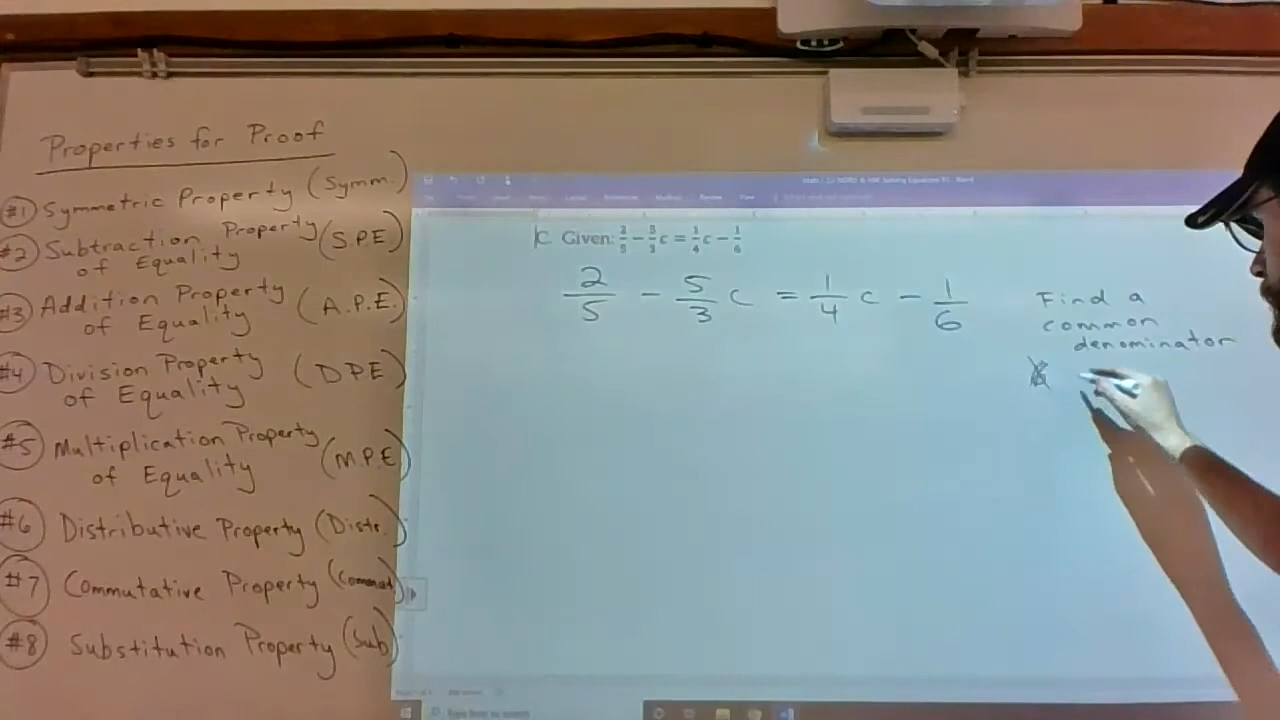 Properties for Proof
#1 Symmetric Property (Symm.)
#2 Subtraction Property (S.PE)
of Equality
#3 Addition Property (A.P.E.)
of Equality
#4 Division Property (DPE)
of Equality
#5 Multiplication Property (M.P.E)
of Equality
#6 Distributive Property (Distr.)
#7 Commutative Property (Commut)
#8 Substitution Property (Sub)
C. Given: 2/5 − 5/3 c = 1/4 c − 1/6
2/5 − 5/3 c = 1/4 c − 1/6
Find a
common
denominator